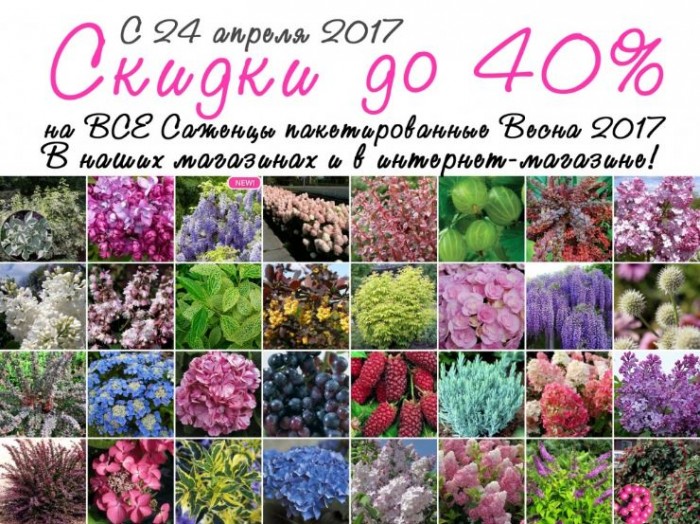 С 24 апреля 2017
Скидки до 40%
на ВСЕ Саженцы пакетированные Весна 2017
В наших магазинах и в интернет-магазине!
NEW!